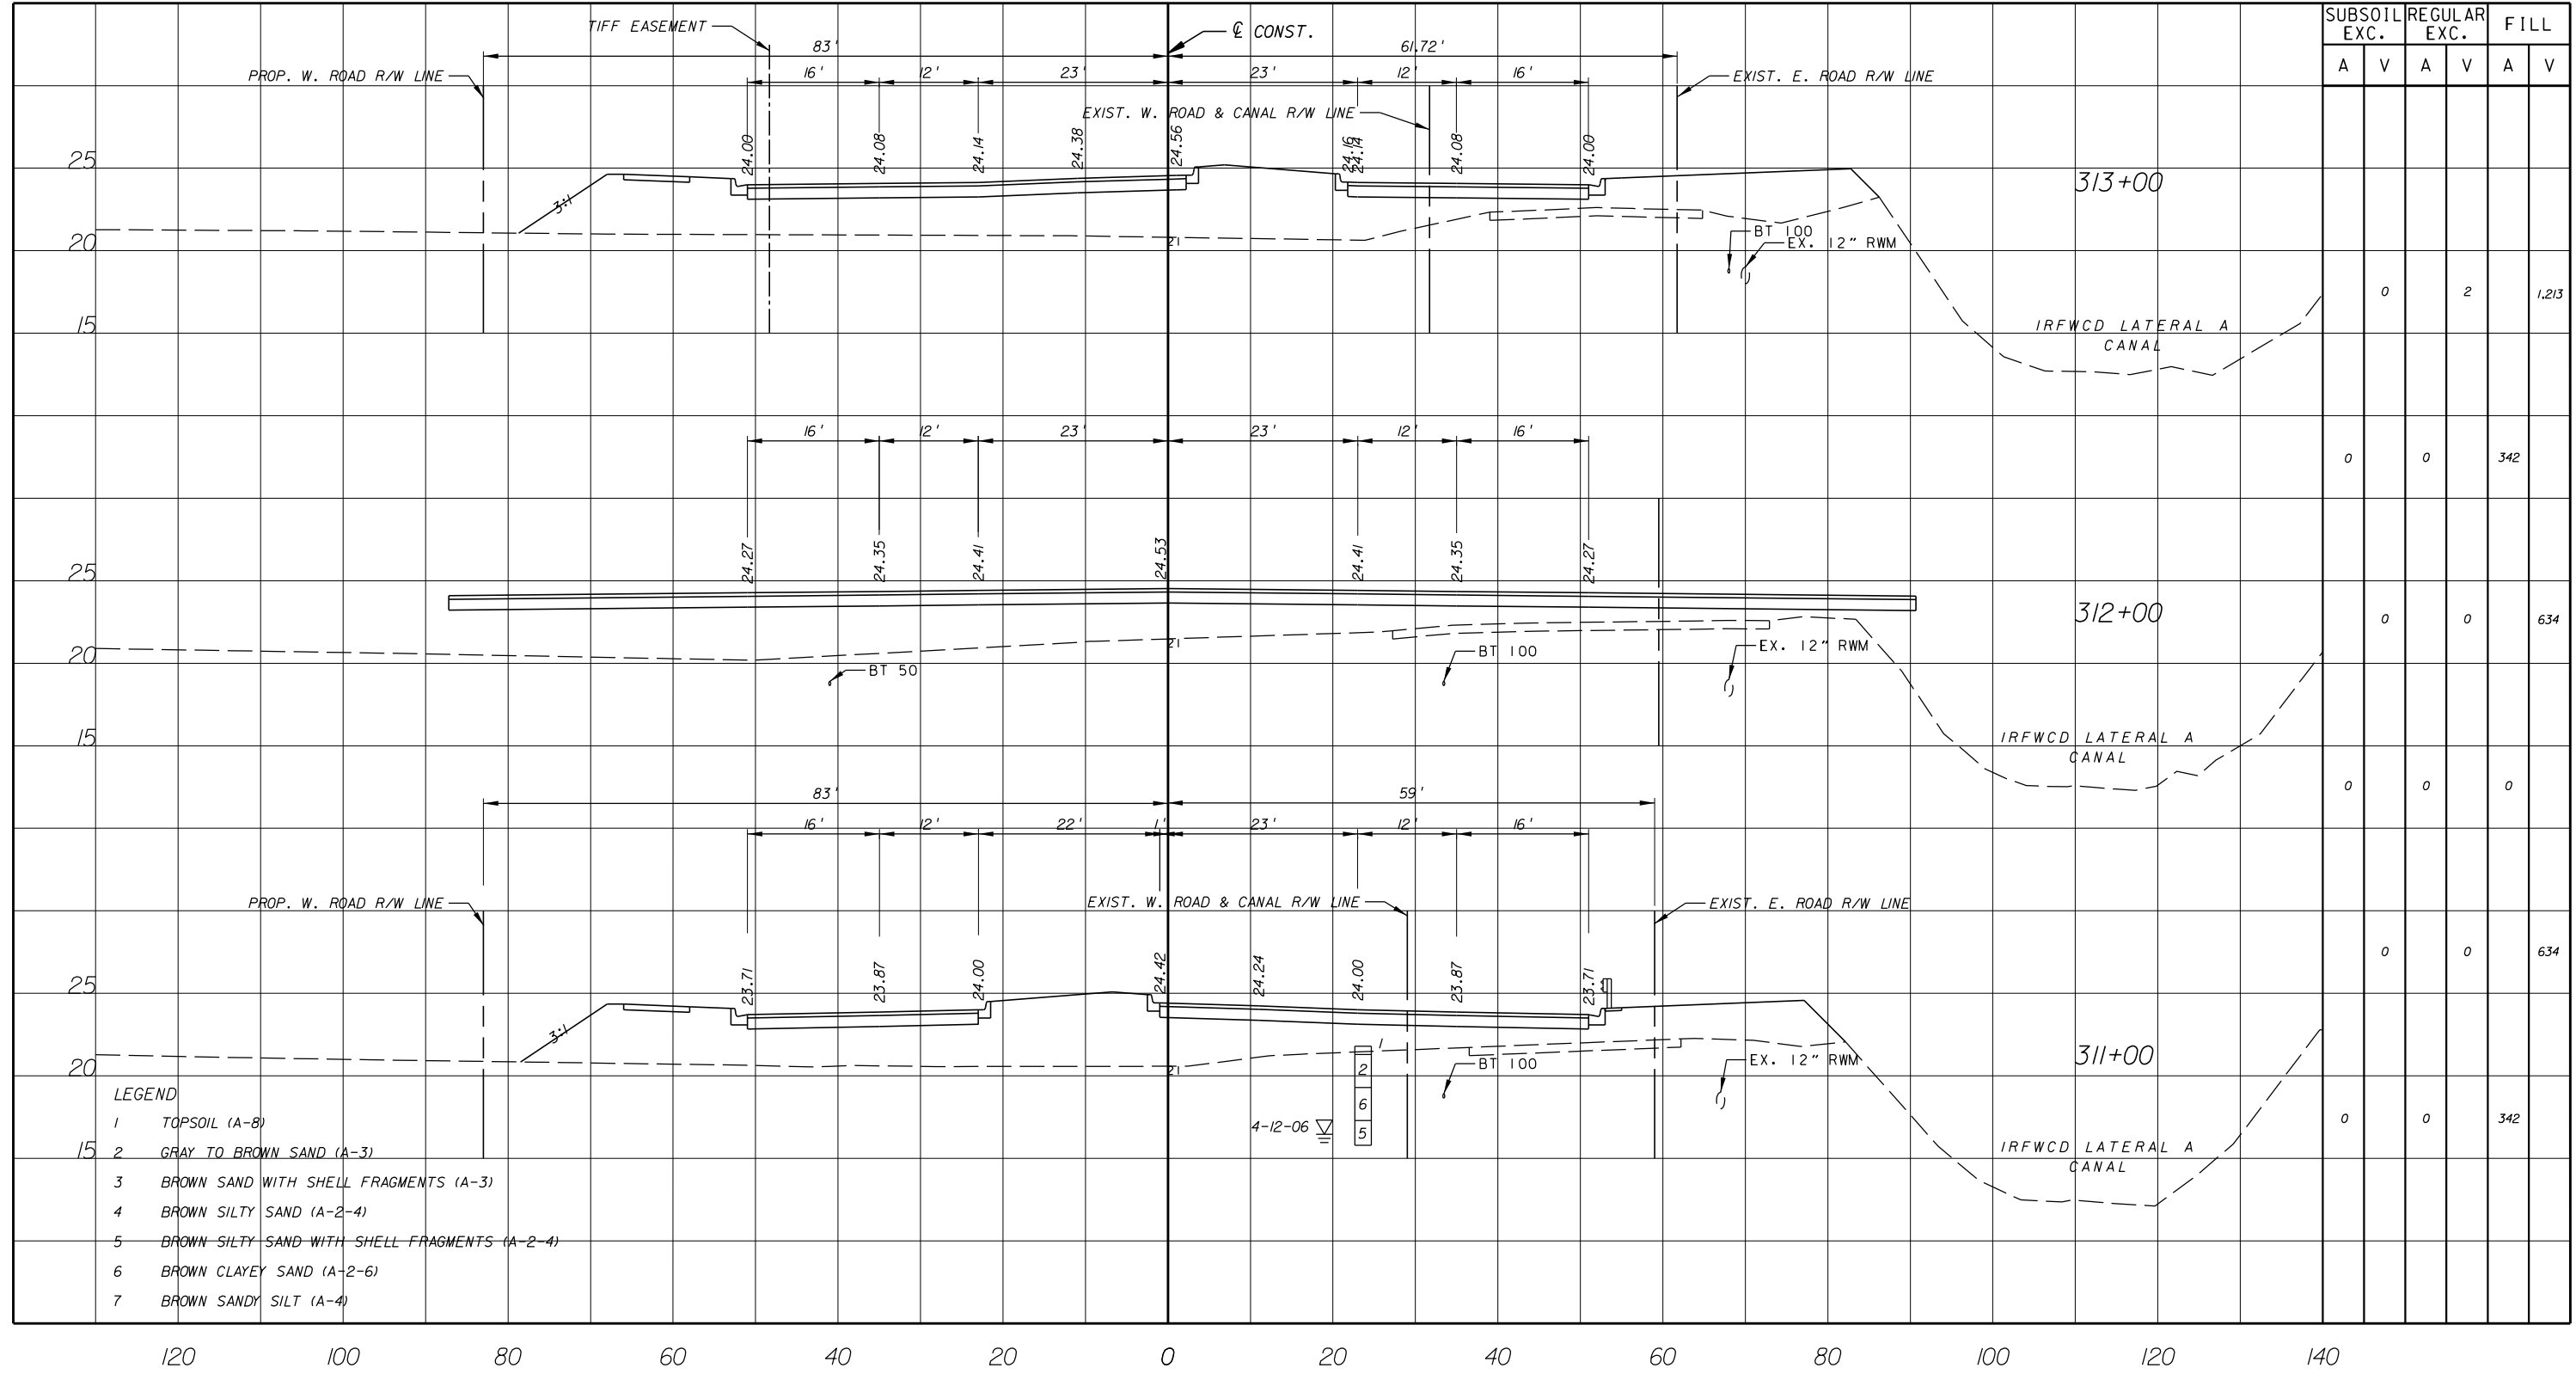 SUBSOIL EXC. REGULAR EXC. FILL
A V A V A V
TIFF EASEMENT
℄ CONST.
83' 61.72'
PROP. W. ROAD R/W LINE
16' 12' 23' 23' 12' 16'
EXIST. E. ROAD R/W LINE
EXIST. W. ROAD & CANAL R/W LINE
24.00 24.08 24.14 24.38 24.56 24.16 24.14 24.08 24.00
25
313+00
3:1
BT 100
20
21
EX. 12" RWM
0 2 1,213
15
IRFWCD LATERAL A
CANAL
16' 12' 23' 23' 12' 16'
0 0 342
24.27 24.35 24.41 24.53 24.41 24.35 24.27
25
312+00
0 0 634
21
EX. 12" RWM
20
BT 100
BT 50
15
IRFWCD LATERAL A
CANAL
0 0 0
83' 59'
16' 12' 22' 1' 23' 12' 16'
PROP. W. ROAD R/W LINE
EXIST. W. ROAD & CANAL R/W LINE
EXIST. E. ROAD R/W LINE
0 0 634
23.71 23.87 24.00 24.42 24.24 24.00 23.87 23.71
25
3:1
1
311+00
20
21
2
BT 100
EX. 12" RWM
6
4-12-06
5
0 0 342
15
IRFWCD LATERAL A
CANAL
LEGEND
1 TOPSOIL (A-8)
2 GRAY TO BROWN SAND (A-3)
3 BROWN SAND WITH SHELL FRAGMENTS (A-3)
4 BROWN SILTY SAND (A-2-4)
5 BROWN SILTY SAND WITH SHELL FRAGMENTS (A-2-4)
6 BROWN CLAYEY SAND (A-2-6)
7 BROWN SANDY SILT (A-4)
120 100 80 60 40 20 0 20 40 60 80 100 120 140